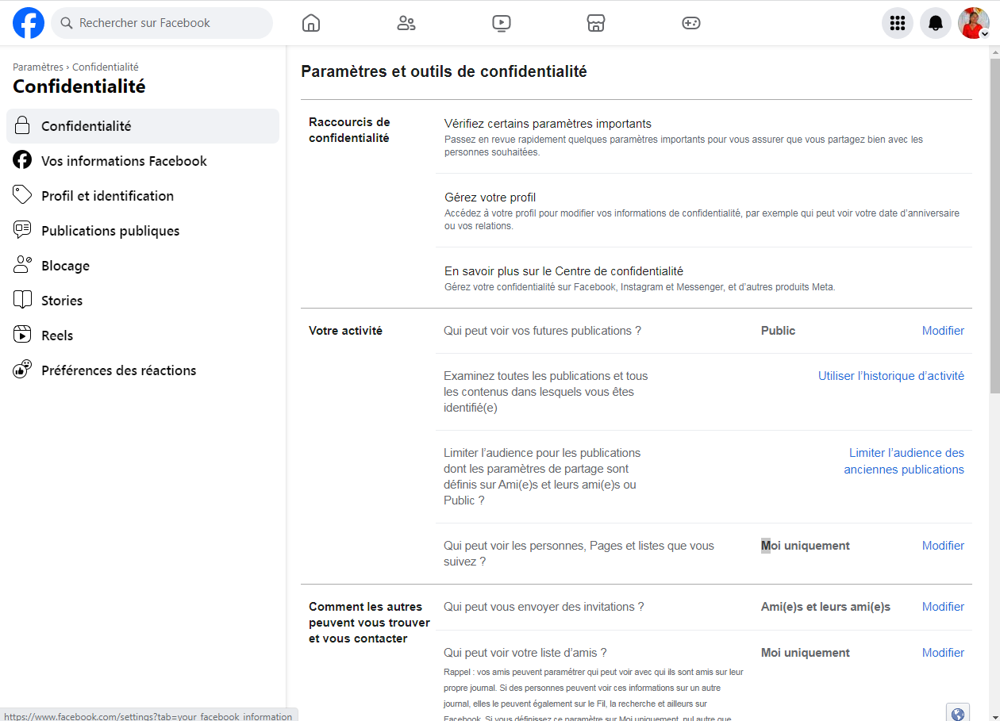 Rechercher sur Facebook
Paramètres › Confidentialité
Confidentialité
Confidentialité
Vos informations Facebook
Profil et identification
Publications publiques
Blocage
Stories
Reels
Préférences des réactions
Paramètres et outils de confidentialité
Raccourcis de
confidentialité
Vérifiez certains paramètres importants
Passez en revue rapidement quelques paramètres importants pour vous assurer que vous partagez bien avec les
personnes souhaitées.
Gérez votre profil
Accédez à votre profil pour modifier vos informations de confidentialité, par exemple qui peut voir votre date d’anniversaire
ou vos relations.
En savoir plus sur le Centre de confidentialité
Gérez votre confidentialité sur Facebook, Instagram et Messenger, et d’autres produits Meta.
Votre activité
Qui peut voir vos futures publications ?
Public
Modifier
Examinez toutes les publications et tous
les contenus dans lesquels vous êtes
identifié(e)
Utiliser l’historique d’activité
Limiter l’audience pour les publications
dont les paramètres de partage sont
définis sur Ami(e)s et leurs ami(e)s ou
Public ?
Limiter l’audience des
anciennes publications
Qui peut voir les personnes, Pages et listes que vous
suivez ?
Moi uniquement
Modifier
Comment les autres
peuvent vous trouver
et vous contacter
Qui peut vous envoyer des invitations ?
Ami(e)s et leurs ami(e)s
Modifier
Qui peut voir votre liste d’amis ?
Moi uniquement
Modifier
Rappel : vos amis peuvent paramétrer qui peut voir avec qui ils sont amis sur leur
propre journal. Si des personnes peuvent voir ces informations sur un autre
journal, elles le peuvent également sur le Fil, la recherche et ailleurs sur
Facebook. Si vous définissez ce paramètre sur Moi uniquement, nul autre que
https://www.facebook.com/settings?tab=your_facebook_information